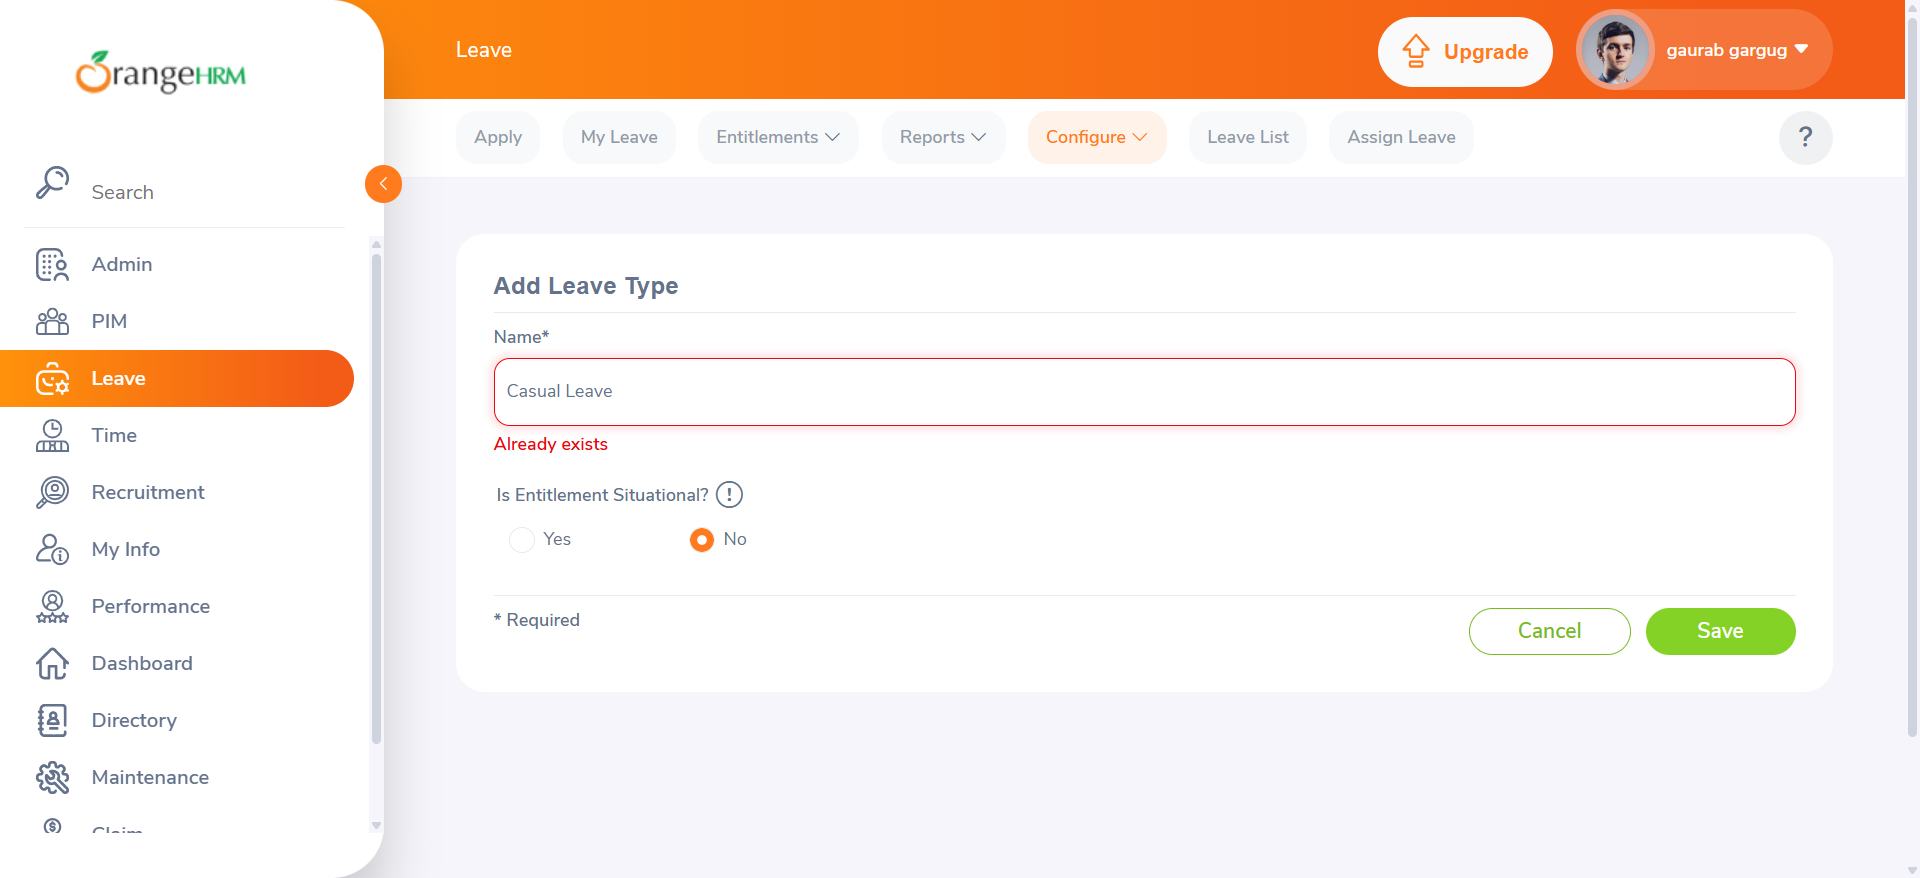 OrangeHRM
Search
Admin
PIM
Leave
Time
Recruitment
My Info
Performance
Dashboard
Directory
Maintenance
Claim
Leave
Upgrade
gaurab gargug
Apply
My Leave
Entitlements
Reports
Configure
Leave List
Assign Leave
?
Add Leave Type
Name*
Casual Leave
Already exists
Is Entitlement Situational? !
Yes
No
* Required
Cancel
Save